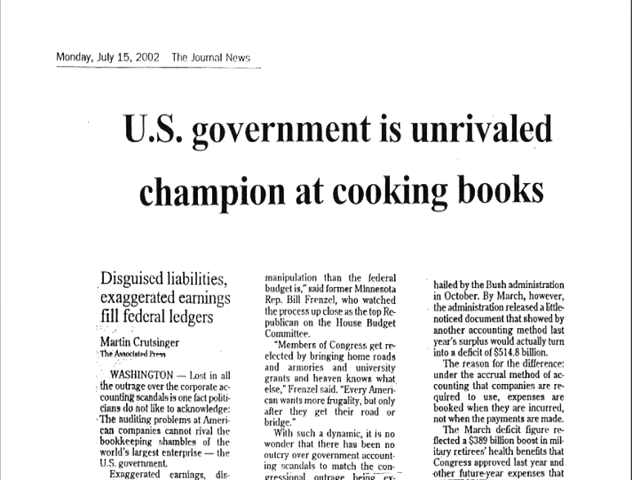 Monday, July 15, 2002 The Journal News
U.S. government is unrivaled
champion at cooking books
Disguised liabilities,
exaggerated earnings
fill federal ledgers
Martin Crutsinger
The Associated Press
WASHINGTON — Lost in all
the outrage over the corporate ac-
counting scandals is one fact politi-
cians do not like to acknowledge:
The auditing problems at Ameri-
can companies cannot rival the
bookkeeping shambles of the
world's largest enterprise — the
U.S. government.
Exaggerated earnings, dis-
manipulation than the federal
budget is," said former Minnesota
Rep. Bill Frenzel, who watched
the process up close as the top Re-
publican on the House Budget
Committee.
"Members of Congress get re-
elected by bringing home roads
and armories and university
grants and heaven knows what
else," Frenzel said. "Every Ameri-
can wants more frugality, but only
after they get their road or
bridge."
With such a dynamic, it is no
wonder that there has been no
outcry over government account-
ing scandals to match the con-
gressional outrage being ex-
hailed by the Bush administration
in October. By March, however,
the administration released a little-
noticed document that showed by
another accounting method last
year's surplus would actually turn
into a deficit of $514.8 billion.
The reason for the difference:
under the accrual method of ac-
counting that companies are re-
quired to use, expenses are
booked when they are incurred,
not when the payments are made.
The March deficit figure re-
flected a $389 billion boost in mil-
itary retirees' health benefits that
Congress approved last year and
other future-year expenses that